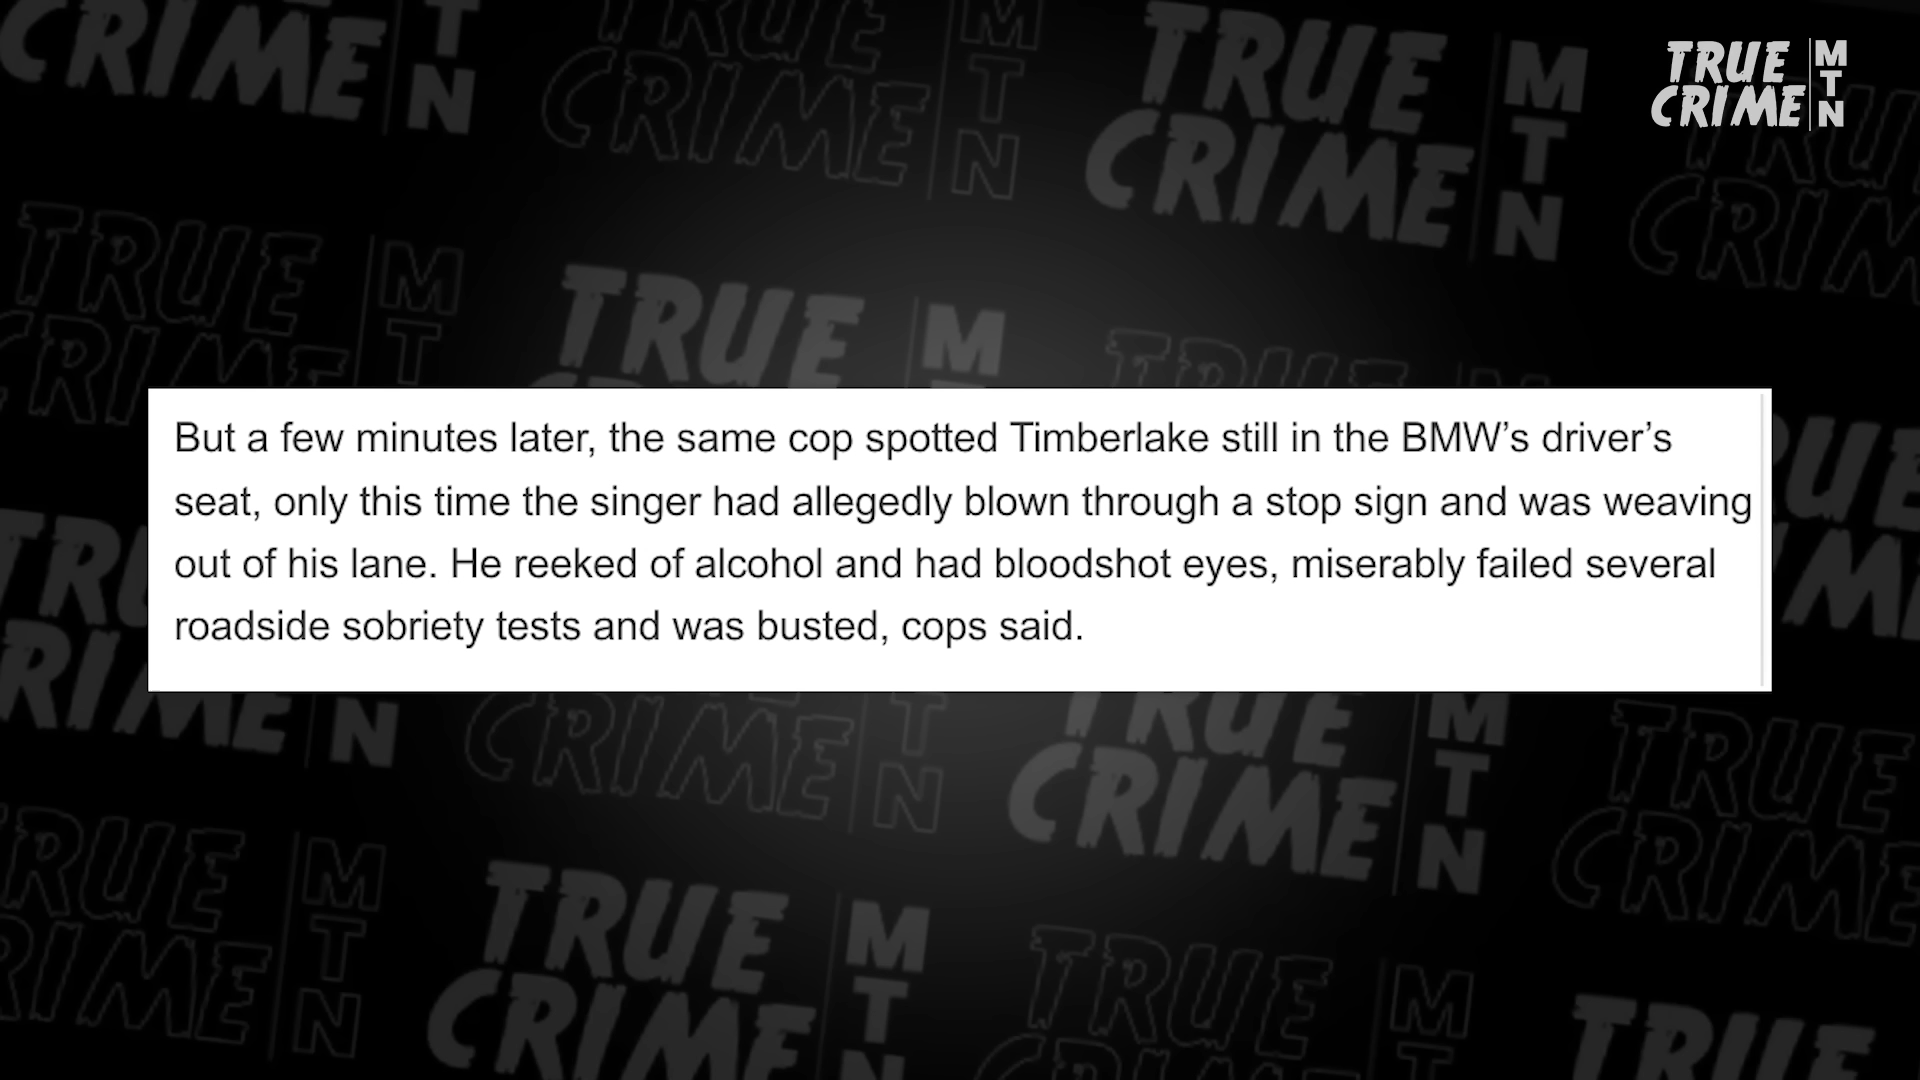 TRUE
CRIME
MTN
But a few minutes later, the same cop spotted Timberlake still in the BMW’s driver’s
seat, only this time the singer had allegedly blown through a stop sign and was weaving
out of his lane. He reeked of alcohol and had bloodshot eyes, miserably failed several
roadside sobriety tests and was busted, cops said.